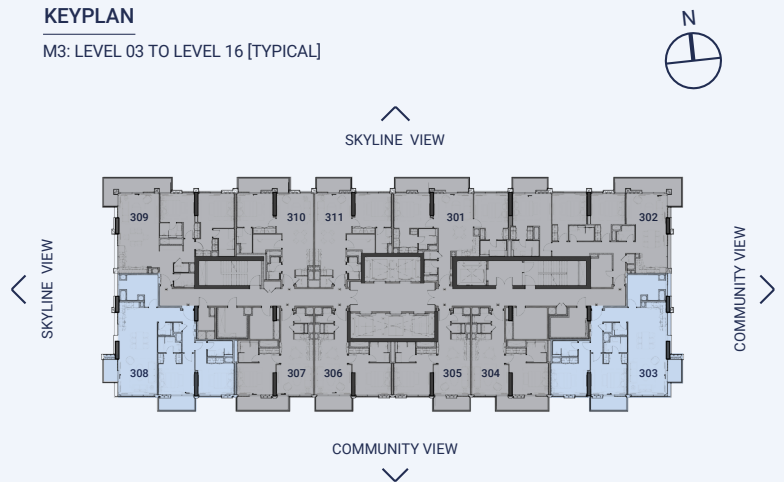 KEYPLAN
M3: LEVEL 03 TO LEVEL 16 [TYPICAL]
N
SKYLINE VIEW
309
310
311
301
302
SKYLINE VIEW
COMMUNITY VIEW
308
307
306
305
304
303
COMMUNITY VIEW